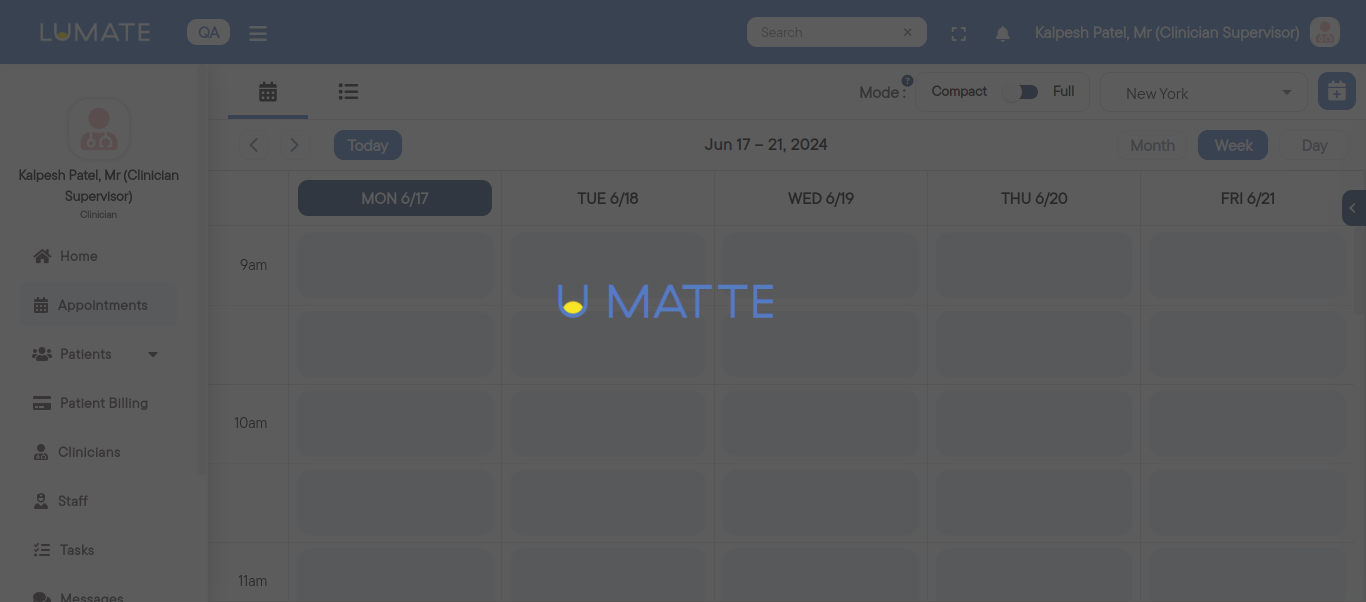 LUMATE
QA
Search
Kalpesh Patel, Mr (Clinician Supervisor)
Mode :
?
Compact
Full
New York
Today
Jun 17 – 21, 2024
Month
Week
Day
Kalpesh Patel, Mr (Clinician
Supervisor)
Clinician
MON 6/17
TUE 6/18
WED 6/19
THU 6/20
FRI 6/21
Home
Appointments
Patients
Patient Billing
Clinicians
Staff
Tasks
Messages
9am
10am
11am
U MATTE